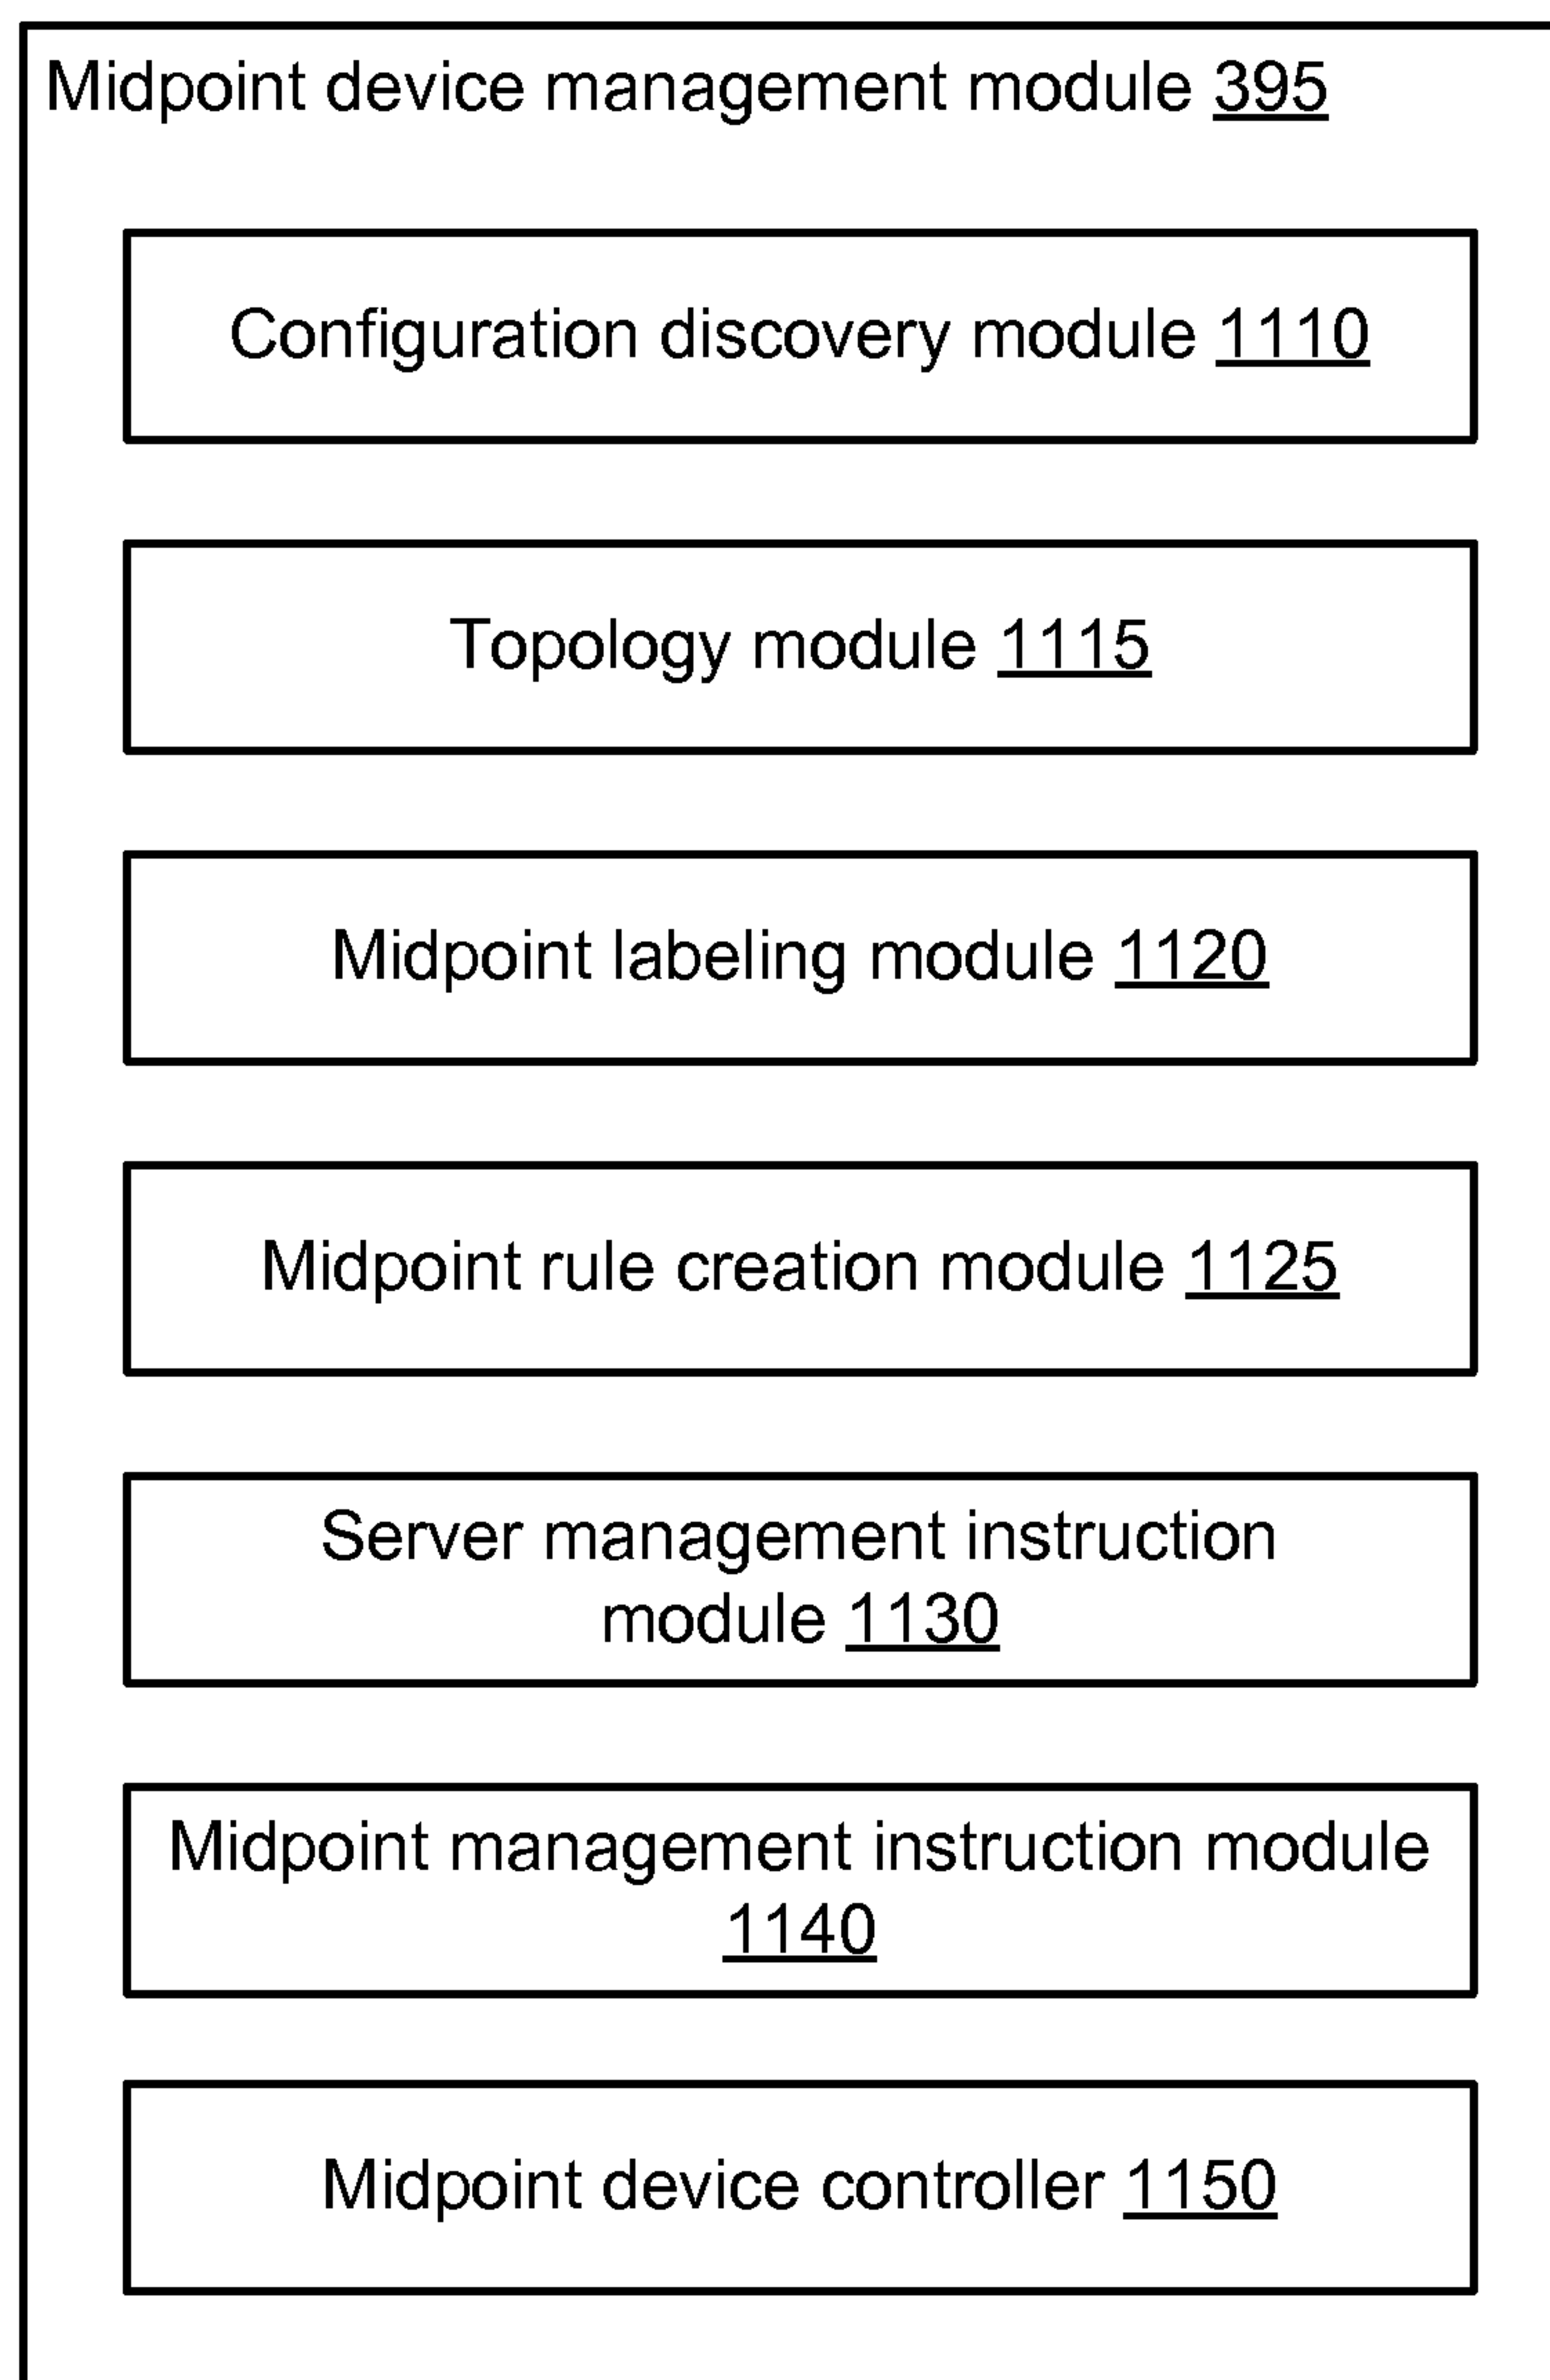 Midpoint device management module 395
Configuration discovery module 1110
Topology module 1115
Midpoint labeling module 1120
Midpoint rule creation module 1125
Server management instruction
module 1130
Midpoint management instruction module
1140
Midpoint device controller 1150